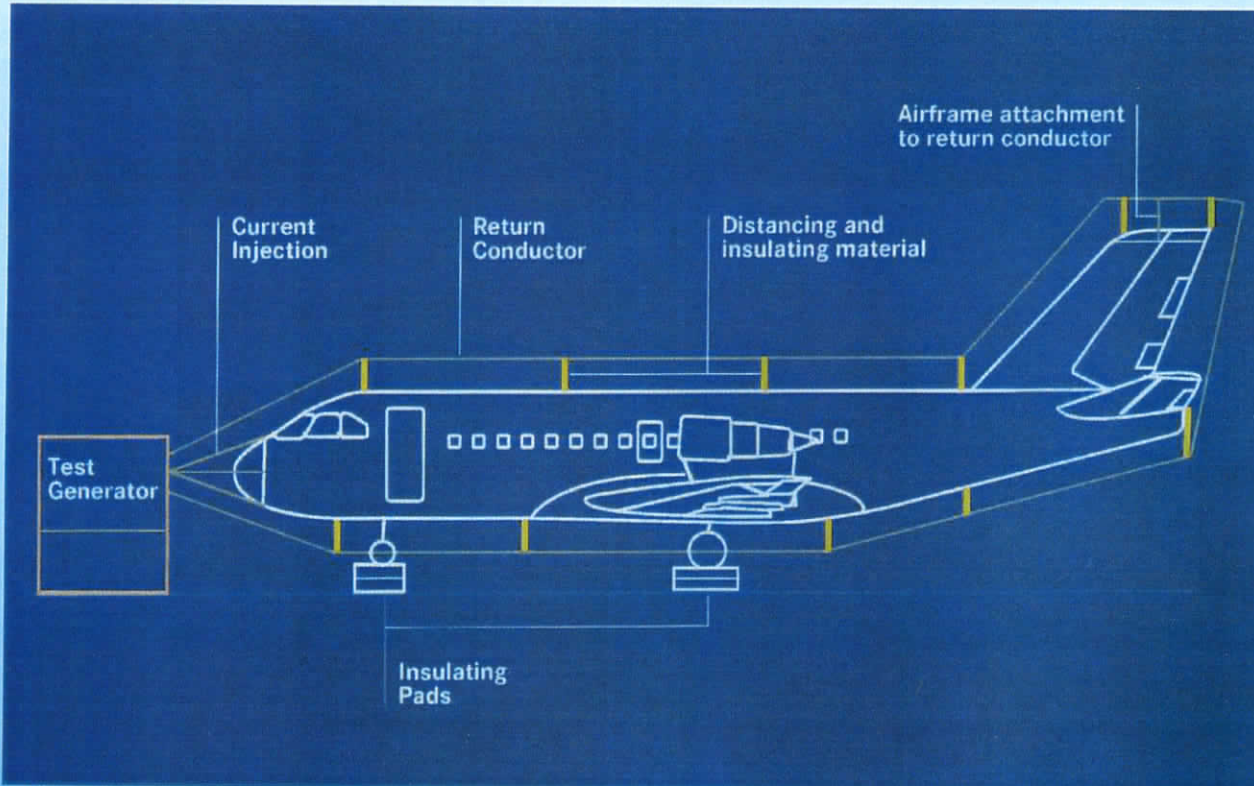 Airframe attachment
to return conductor
Current
Injection
Return
Conductor
Distancing and
insulating material
Test
Generator
Insulating
Pads